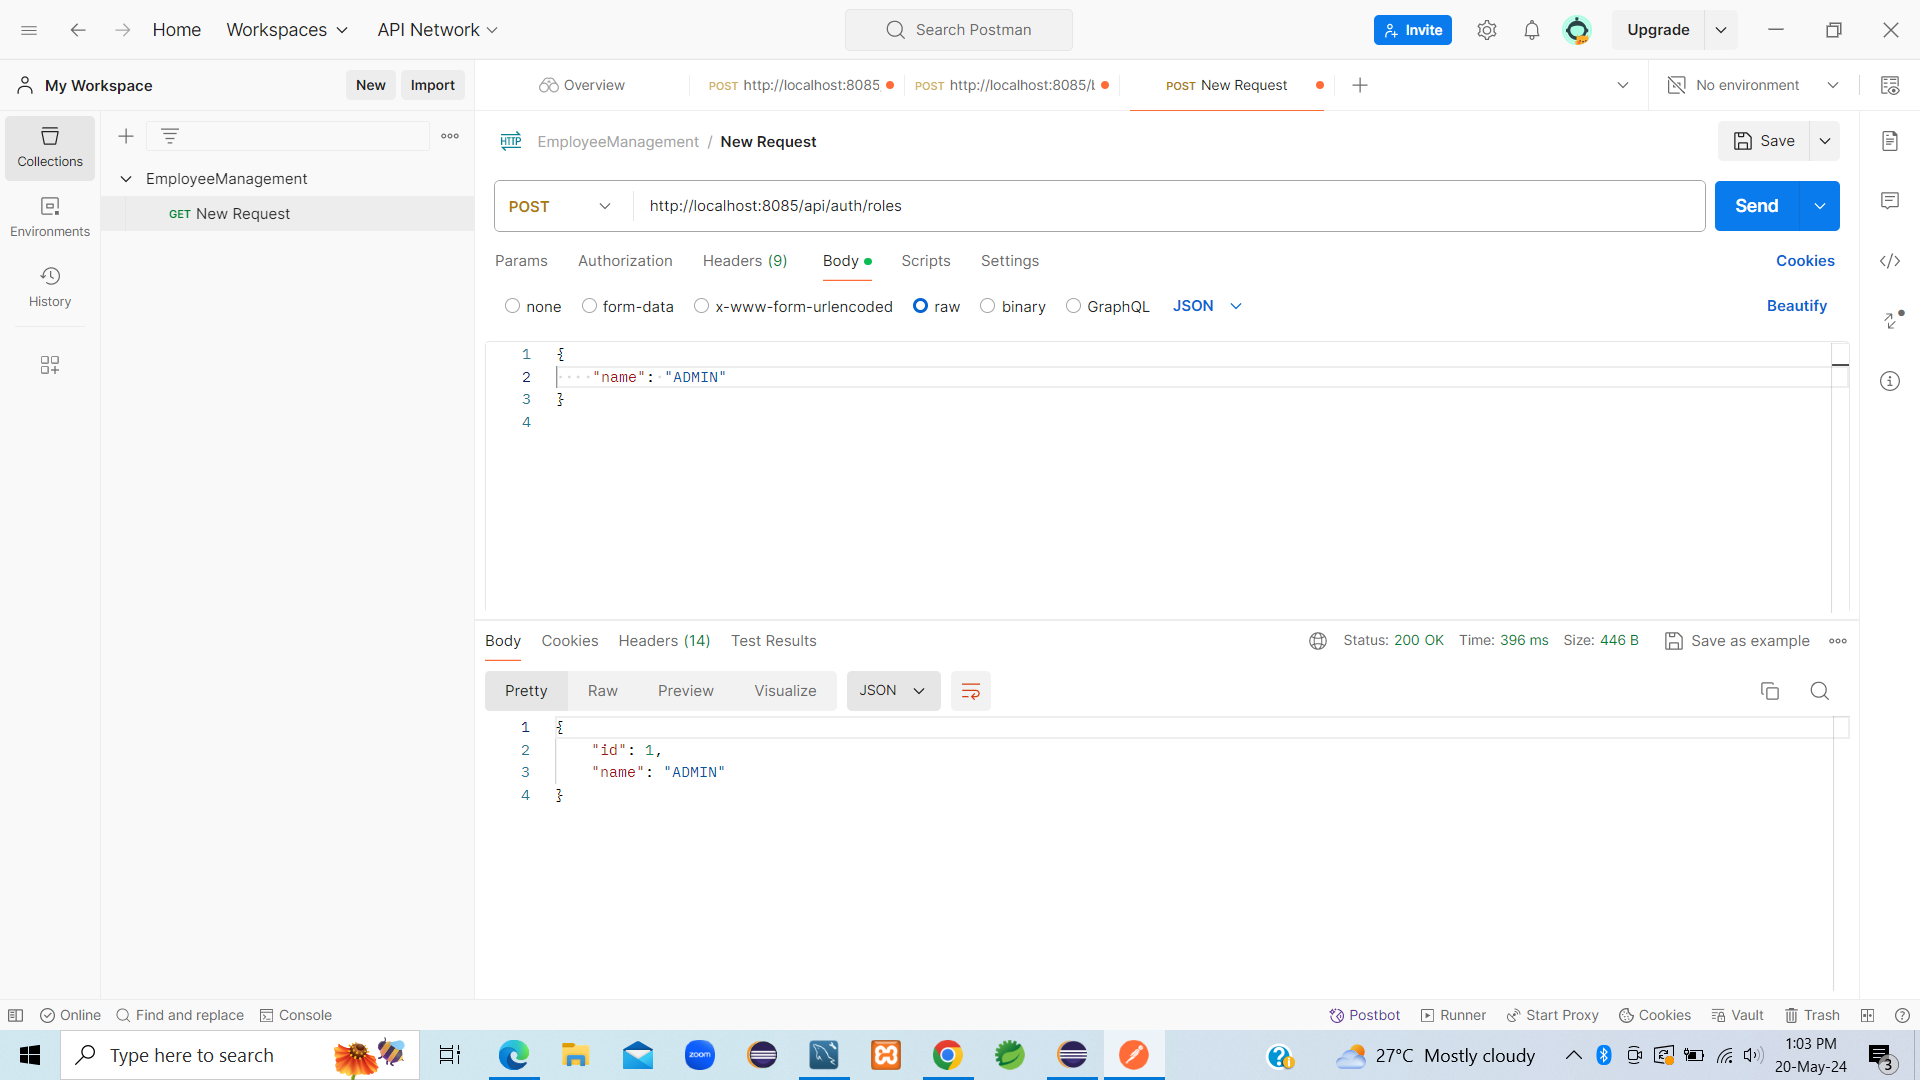 Home
Workspaces
API Network
Search Postman
Invite
Upgrade
My Workspace
New
Import
Overview
POST http://localhost:8085
POST http://localhost:8085/
POST New Request
No environment
Collections
Environments
History
EmployeeManagement
GET New Request
HTTP
EmployeeManagement / New Request
Save
POST
http://localhost:8085/api/auth/roles
Send
Params
Authorization
Headers (9)
Body
Scripts
Settings
Cookies
none
form-data
x-www-form-urlencoded
raw
binary
GraphQL
JSON
Beautify
1 {
2 "name": "ADMIN"
3 }
4
Body
Cookies
Headers (14)
Test Results
Status: 200 OK
Time: 396 ms
Size: 446 B
Save as example
Pretty
Raw
Preview
Visualize
JSON
1 {
2 "id": 1,
3 "name": "ADMIN"
4 }
Online
Find and replace
Console
Postbot
Runner
Start Proxy
Cookies
Vault
Trash
Type here to search
zoom
27°C Mostly cloudy
1:03 PM
20-May-24
3